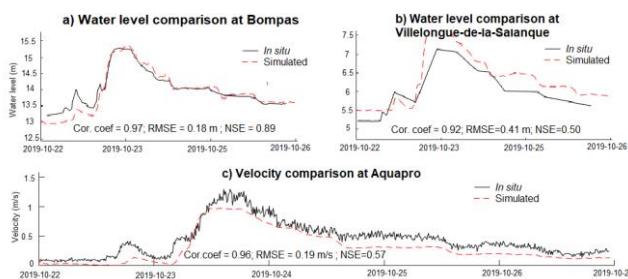 a) Water level comparison at Bompas
Water level (m)
15.5
15
14.5
14
13.5
13
12.5
In situ
Simulated
Cor. coef = 0.97, RMSE = 0.18 m ; NSE = 0.89
2019-10-22
2019-10-23
2019-10-25
2019-10-26
b) Water level comparison at
Villelongue-de-la-Salanque
7
6.5
6
5.5
5
In situ
Simulated
Cor. coef = 0.92, RMSE=0.41 m; NSE=0.50
2019-10-22
2019-10-23
2019-10-25
2019-10-26
c) Velocity comparison at Aquapro
Velocity (m/s)
1
0.5
0
In situ
Simulated
Cor.coef = 0.96, RMSE = 0.19 m/s ; NSE=0.57
2019-10-22
2019-10-23
2019-10-24
2019-10-25
2019-10-26
2019-10-2